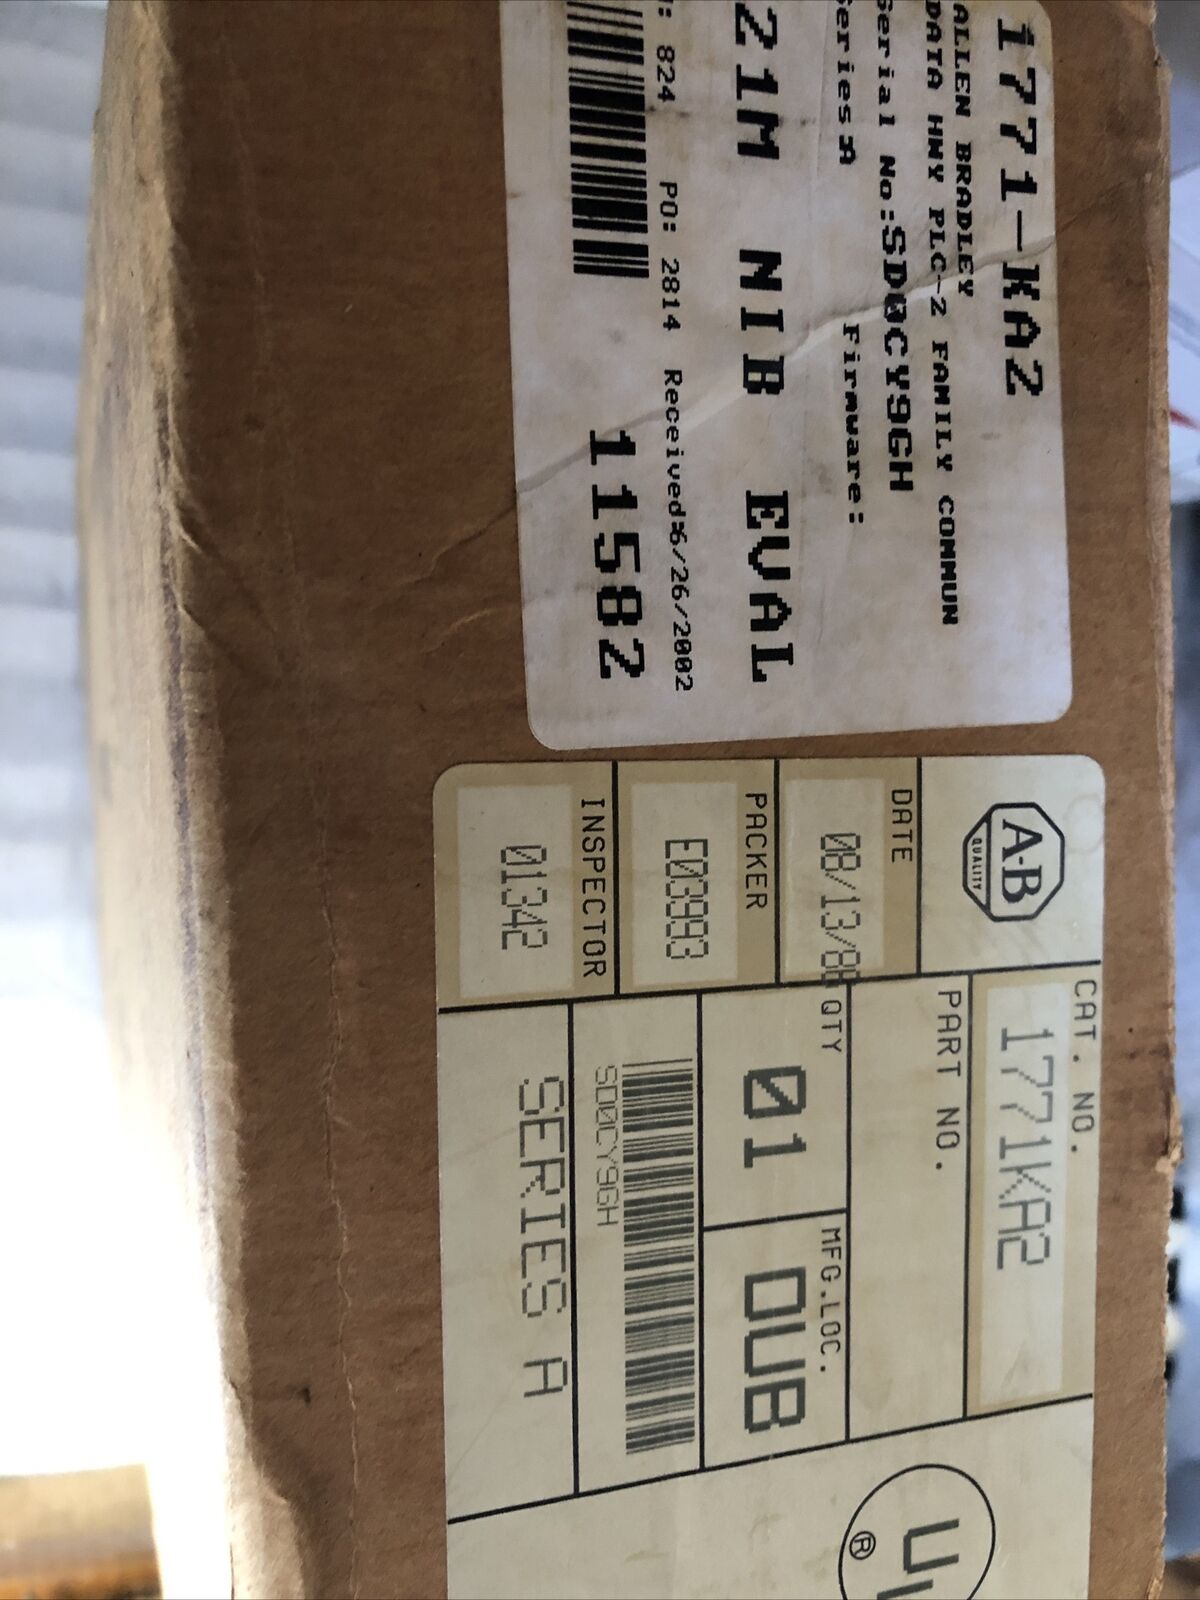 1771-KA2
ALLEN BRADLEY
DATA HWY PLC-2 FAMILY COMMUN
Serial No:SD0CY9GH
Series:A Firmware:
21M NIB EVAL
824 PO: 2814 Received:6/26/2002
11582
A-B
QUALITY
CAT. NO.
1771KA2
PART NO.
DATE
08/13/88
QTY
01
MFG.LOC.
DUB
PACKER
E03993
SD0CY9GH
INSPECTOR
01342
SERIES A
®